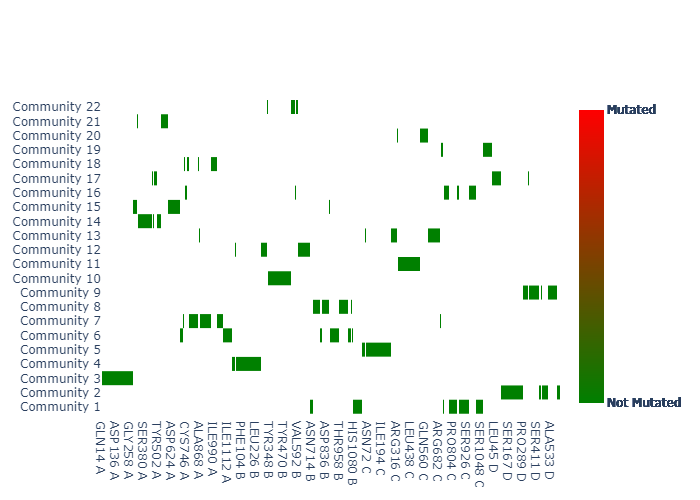 Community 22
Community 21
Community 20
Community 19
Community 18
Community 17
Community 16
Community 15
Community 14
Community 13
Community 12
Community 11
Community 10
Community 9
Community 8
Community 7
Community 6
Community 5
Community 4
Community 3
Community 2
Community 1
GLN14 A
ASP136 A
GLY258 A
SER380 A
TYR502 A
ASP624 A
CYS746 A
ALA868 A
ILE990 A
ILE1112 A
PHE104 B
LEU226 B
TYR348 B
TYR470 B
VAL592 B
ASN714 B
ASP836 B
THR958 B
HIS1080 B
ASN72 C
ILE194 C
ARG316 C
LEU438 C
GLN560 C
ARG682 C
PRO804 C
SER926 C
SER1048 C
LEU45 D
SER167 D
PRO289 D
SER411 D
ALA533 D
Mutated
Not Mutated